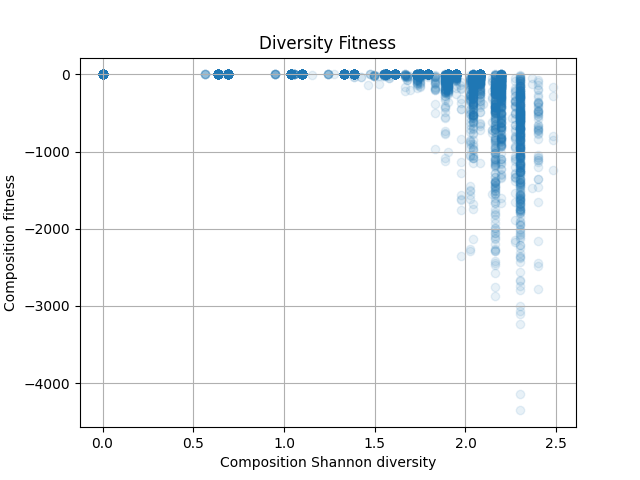 Diversity Fitness
0
−1000
−2000
−3000
−4000
Composition fitness
0.0 0.5 1.0 1.5 2.0 2.5
Composition Shannon diversity